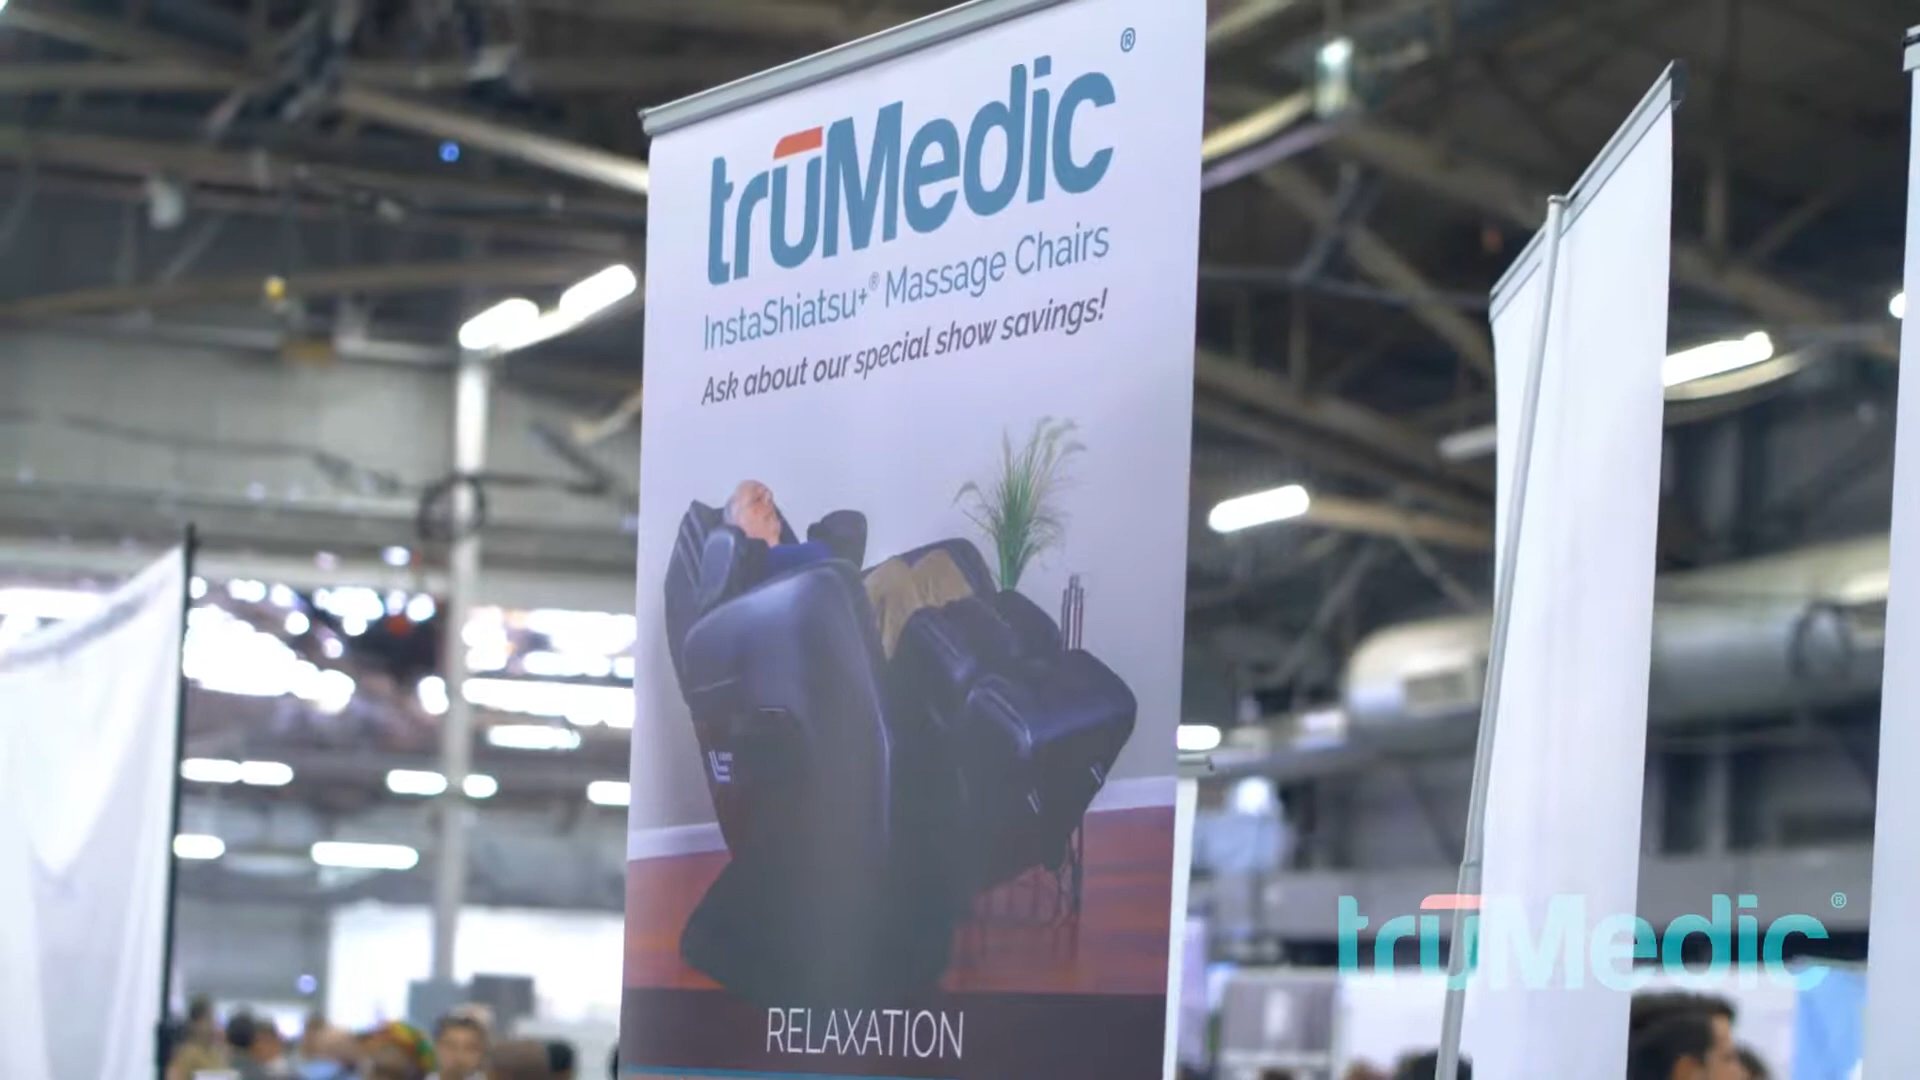 trūMedic®
InstaShiatsu+® Massage Chairs
Ask about our special show savings!
RELAXATION
trūMedic®